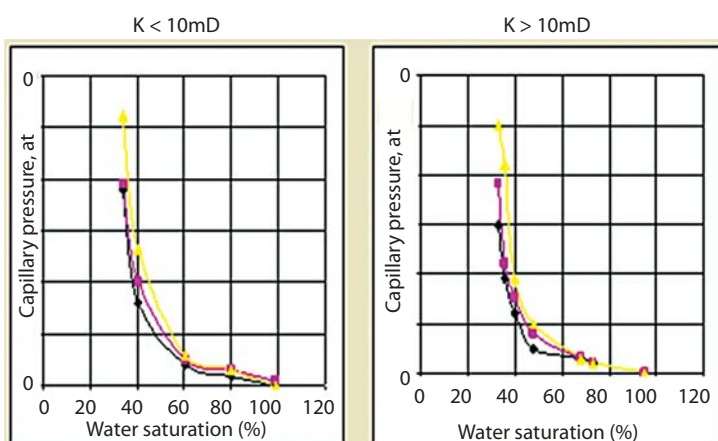 K < 10mD
K > 10mD
Capillary pressure, at
0
0
0 20 40 60 80 100 120
Water saturation (%)
Capillary pressure, at
0
0
0 20 40 60 80 100 120
Water saturation (%)